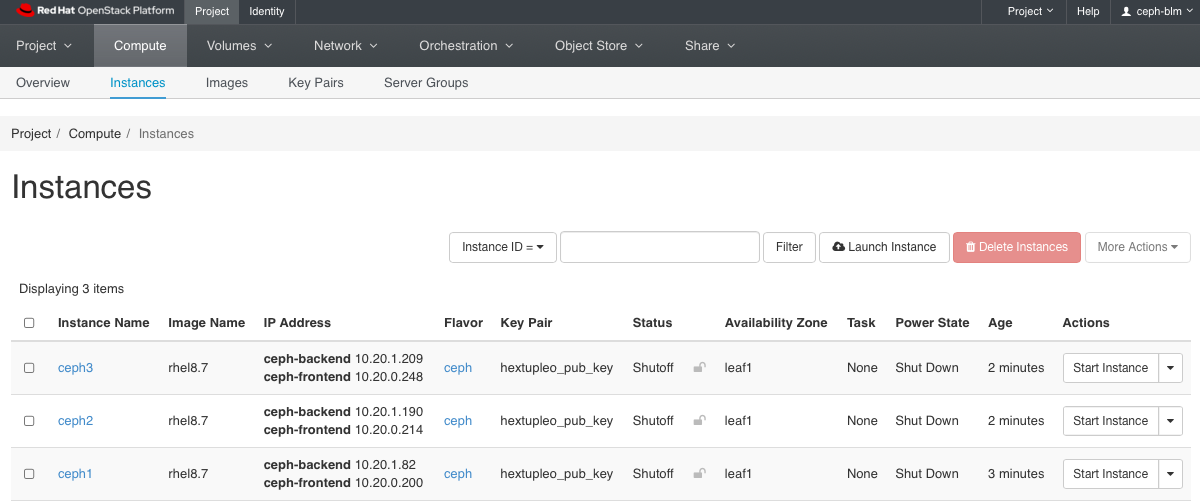 Red Hat OpenStack Platform Project Identity Project Help ceph-blm
Project Compute Volumes Network Orchestration Object Store Share
Overview Instances Images Key Pairs Server Groups
Project / Compute / Instances
Instances
Instance ID = Filter Launch Instance Delete Instances More Actions
Displaying 3 items
Instance Name Image Name IP Address Flavor Key Pair Status Availability Zone Task Power State Age Actions
ceph3 rhel8.7 ceph-backend 10.20.1.209 ceph hextupleo_pub_key Shutoff leaf1 None Shut Down 2 minutes Start Instance
ceph-frontend 10.20.0.248
ceph2 rhel8.7 ceph-backend 10.20.1.190 ceph hextupleo_pub_key Shutoff leaf1 None Shut Down 2 minutes Start Instance
ceph-frontend 10.20.0.214
ceph1 rhel8.7 ceph-backend 10.20.1.82 ceph hextupleo_pub_key Shutoff leaf1 None Shut Down 3 minutes Start Instance
ceph-frontend 10.20.0.200